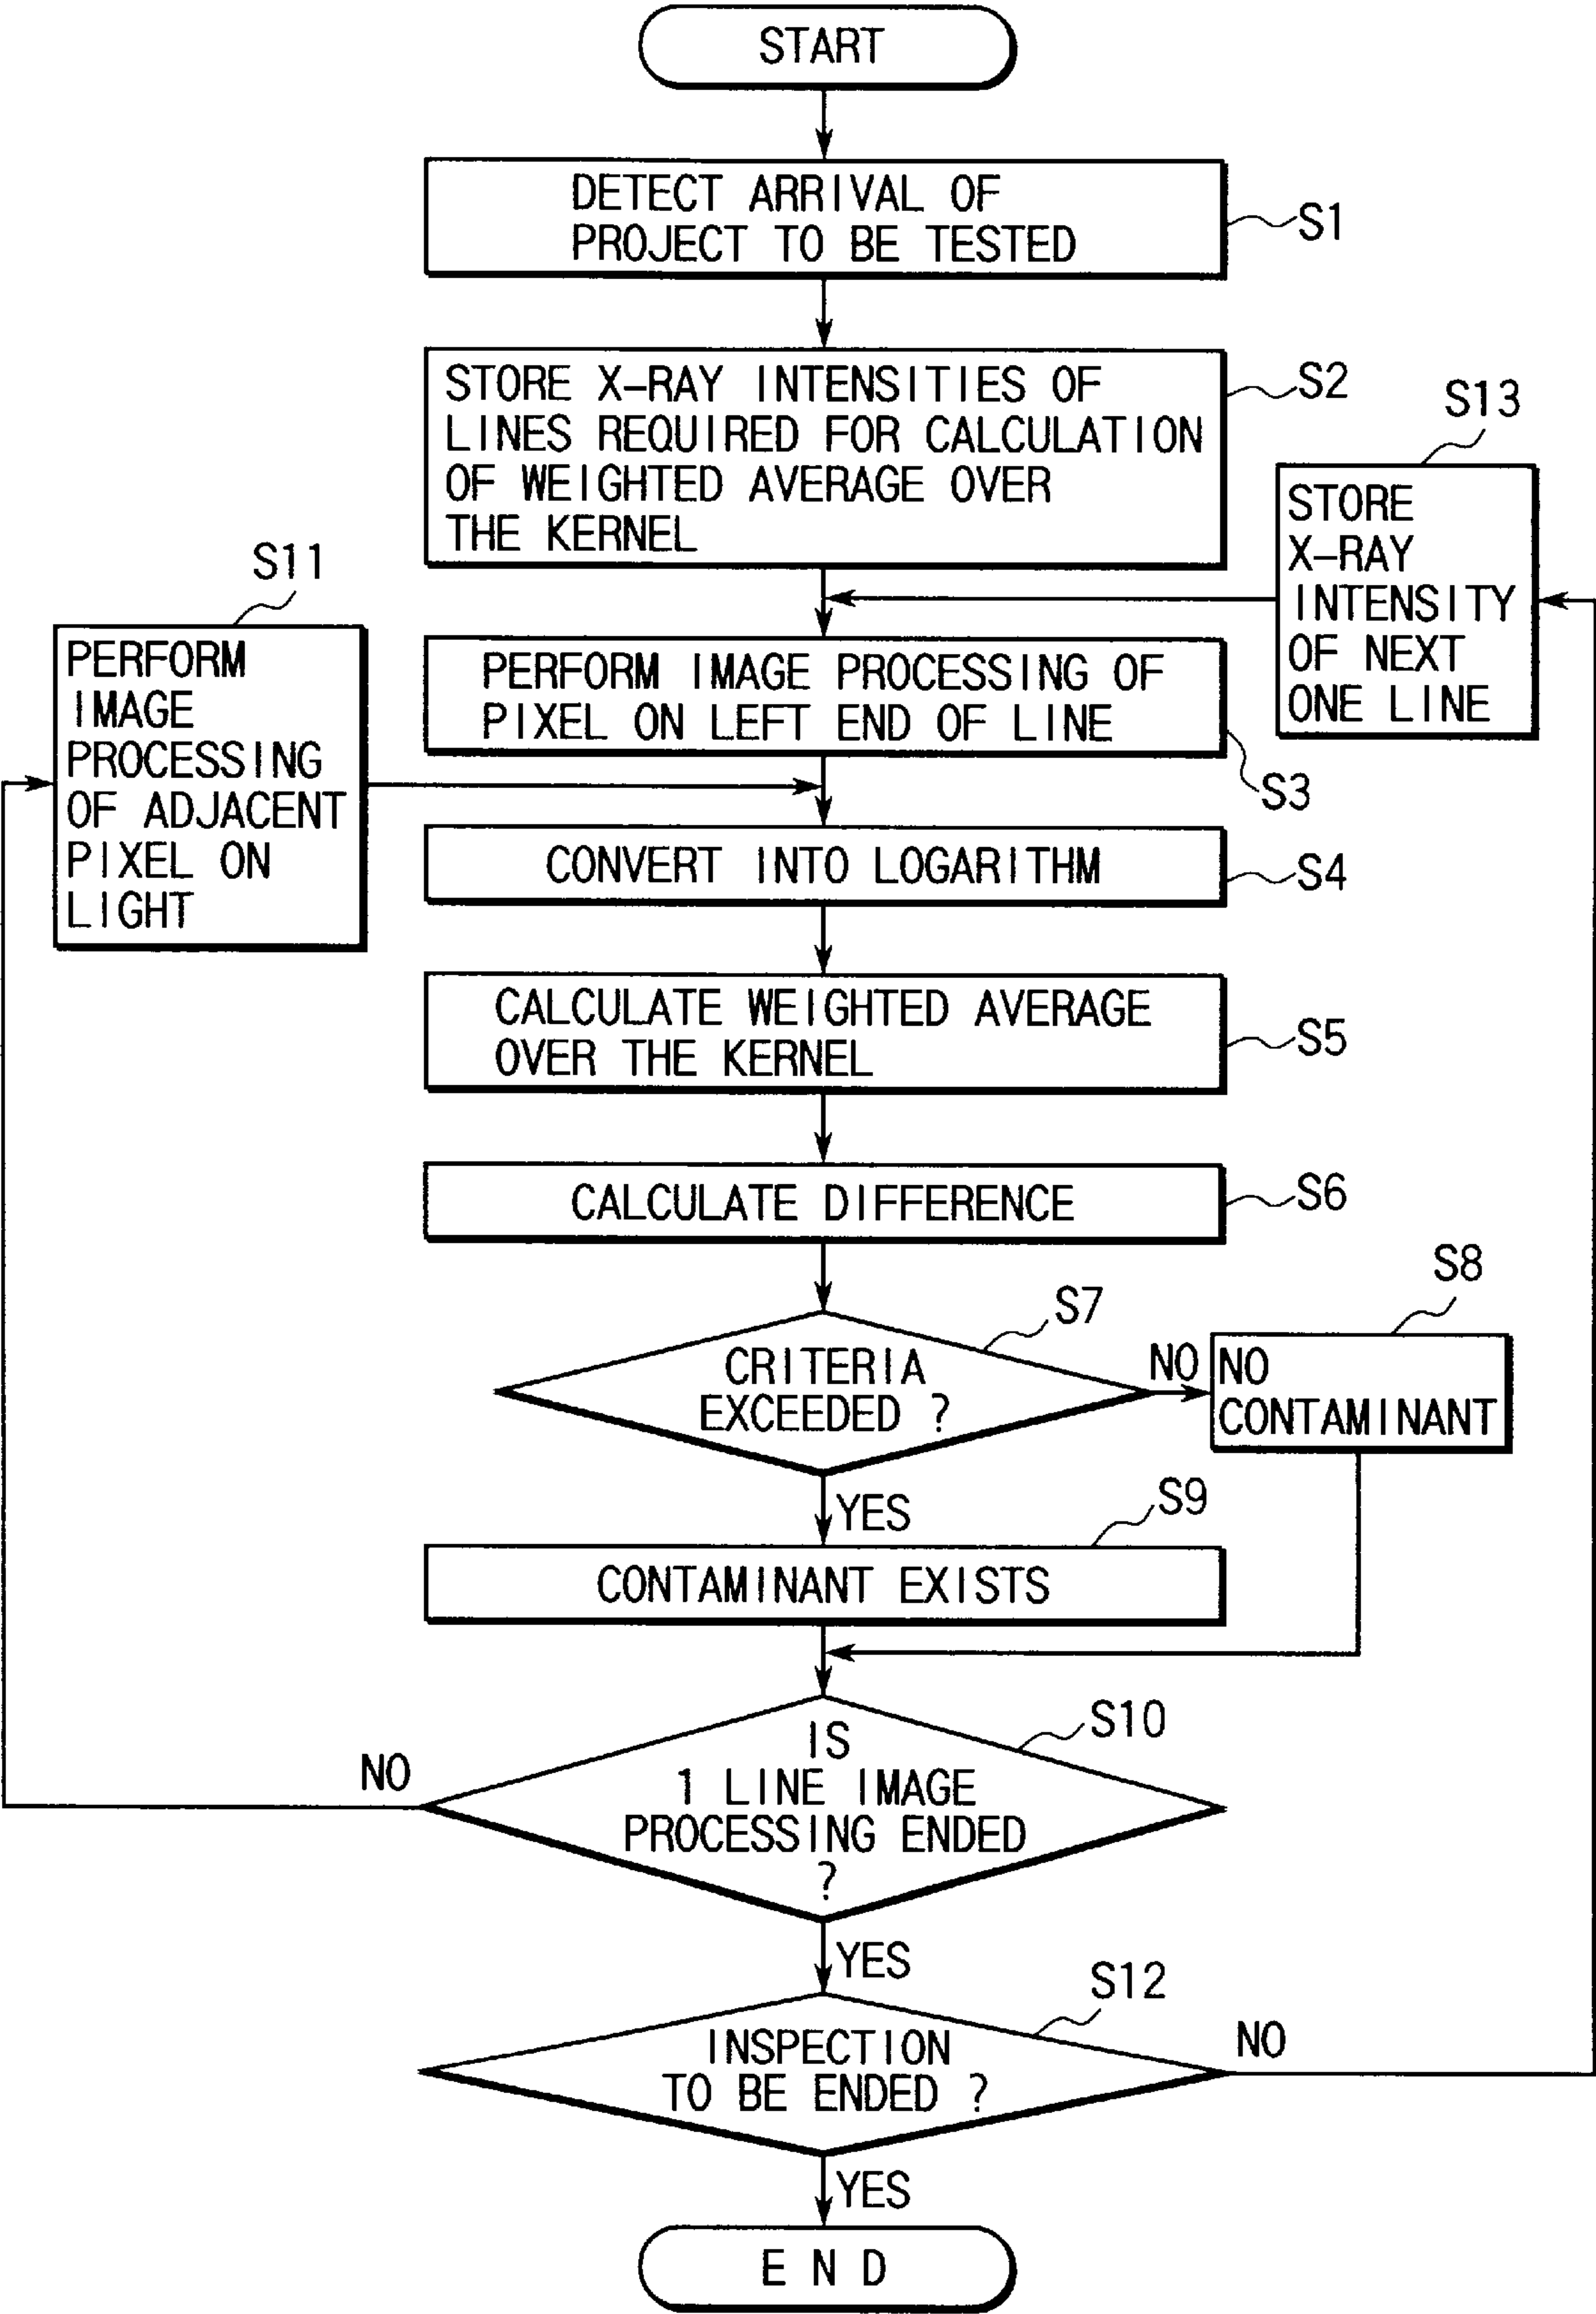 START
DETECT ARRIVAL OF
PROJECT TO BE TESTED
S1
STORE X-RAY INTENSITIES OF
LINES REQUIRED FOR CALCULATION
OF WEIGHTED AVERAGE OVER
THE KERNEL
S2
S13
STORE
X-RAY
INTENSITY
OF NEXT
ONE LINE
S11
PERFORM
IMAGE
PROCESSING
OF ADJACENT
PIXEL ON
LIGHT
PERFORM IMAGE PROCESSING OF
PIXEL ON LEFT END OF LINE
S3
CONVERT INTO LOGARITHM
S4
CALCULATE WEIGHTED AVERAGE
OVER THE KERNEL
S5
CALCULATE DIFFERENCE
S6
S7
CRITERIA
EXCEEDED ?
NO
S8
NO
CONTAMINANT
YES
S9
CONTAMINANT EXISTS
S10
IS
1 LINE IMAGE
PROCESSING ENDED
?
NO
YES
S12
INSPECTION
TO BE ENDED ?
NO
YES
END